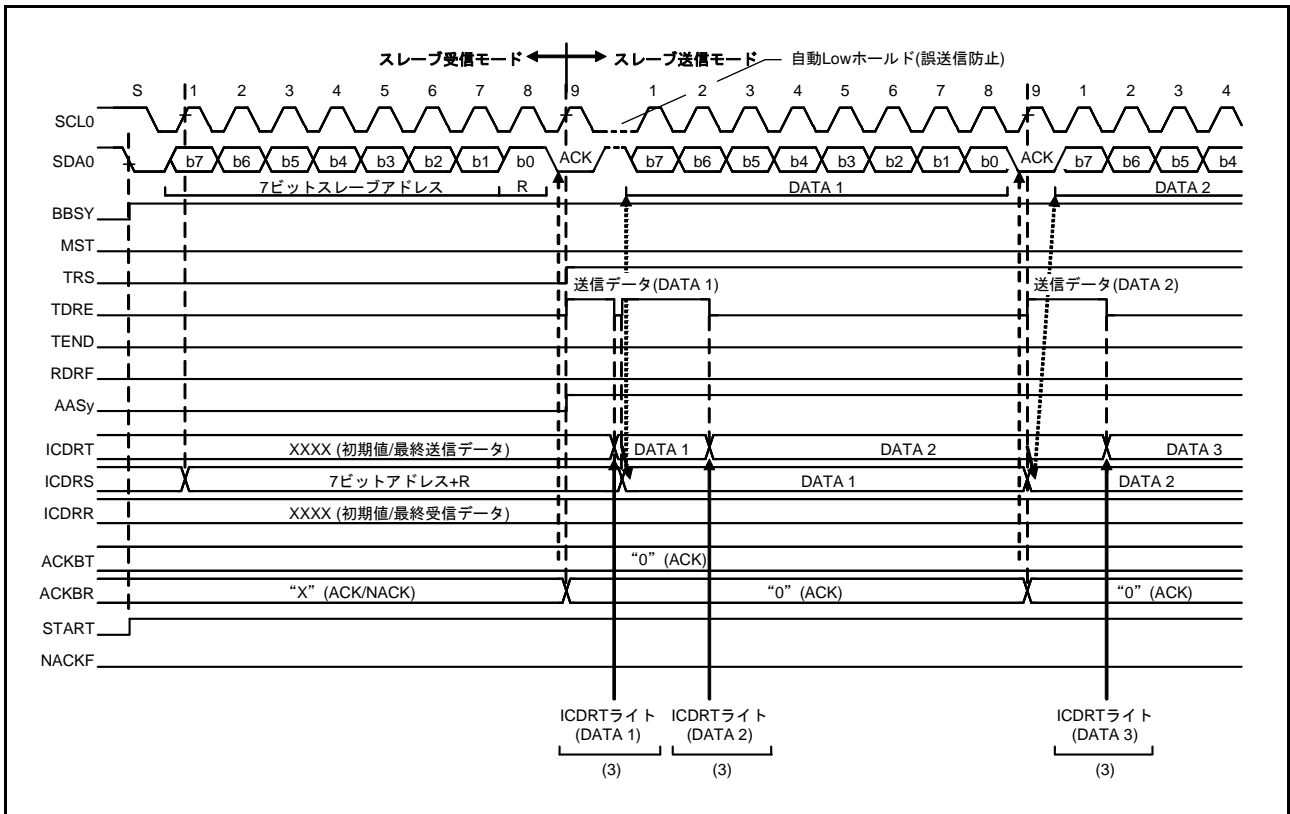 スレーブ受信モード スレーブ送信モード 自動Lowホールド(誤送信防止)
S 1 2 3 4 5 6 7 8 9 1 2 3 4 5 6 7 8 9 1 2 3 4
SCL0
SDA0 b7 b6 b5 b4 b3 b2 b1 b0 ACK b7 b6 b5 b4 b3 b2 b1 b0 ACK b7 b6 b5 b4
7ビットスレーブアドレス R DATA 1 DATA 2
BBSY
MST
TRS
送信データ(DATA 1) 送信データ(DATA 2)
TDRE
TEND
RDRF
AASy
ICDRT XXXX (初期値/最終送信データ) DATA 1 DATA 2 DATA 3
ICDRS 7ビットアドレス+R DATA 1 DATA 2
ICDRR XXXX (初期値/最終受信データ)
ACKBT “0” (ACK)
ACKBR “X” (ACK/NACK) “0” (ACK) “0” (ACK)
START
NACKF
ICDRTライト ICDRTライト ICDRTライト
(DATA 1) (DATA 2) (DATA 3)
(3) (3) (3)